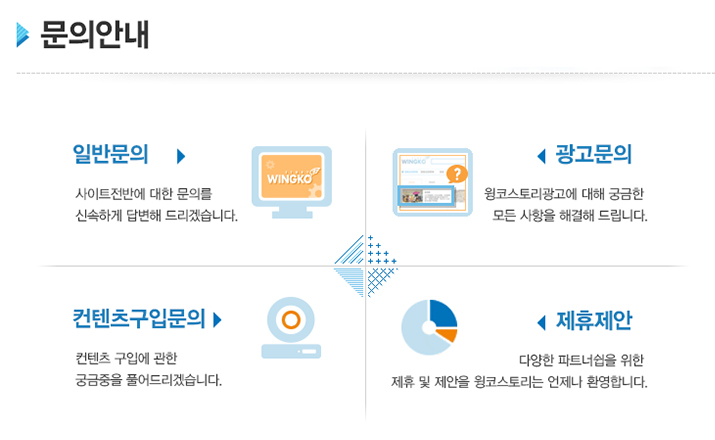 문의안내
일반문의
사이트전반에 대한 문의를
신속하게 답변해 드리겠습니다.
WINGKO
WINGKO
?
광고문의
윙코스토리광고에 대해 궁금한
모든 사항을 해결해 드립니다.
컨텐츠구입문의
컨텐츠 구입에 관한
궁금중을 풀어드리겠습니다.
제휴제안
다양한 파트너쉽을 위한
제휴 및 제안을 윙코스토리는 언제나 환영합니다.